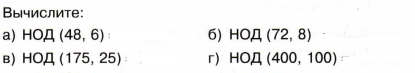 Вычислите:
а) НОД (48, 6) б) НОД (72, 8)
в) НОД (175, 25) г) НОД (400, 100)